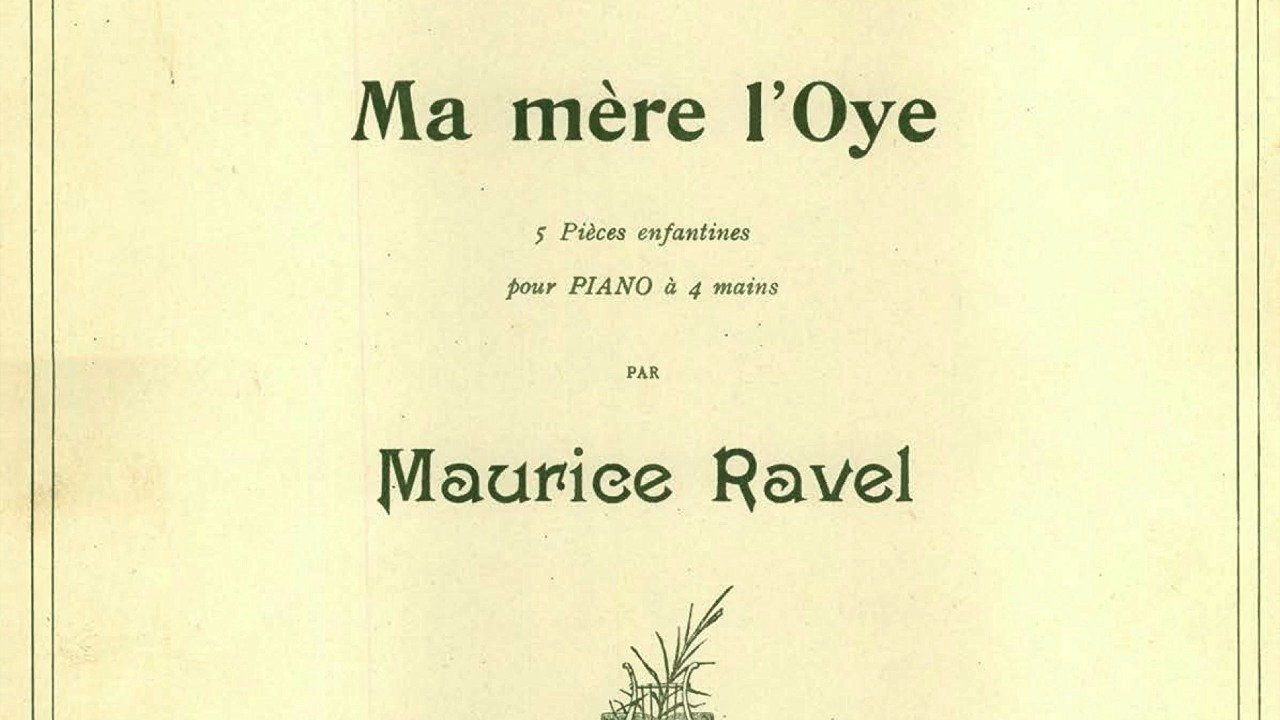 Ma mère l'Oye
5 Pièces enfantines
pour PIANO à 4 mains
PAR
Maurice Ravel